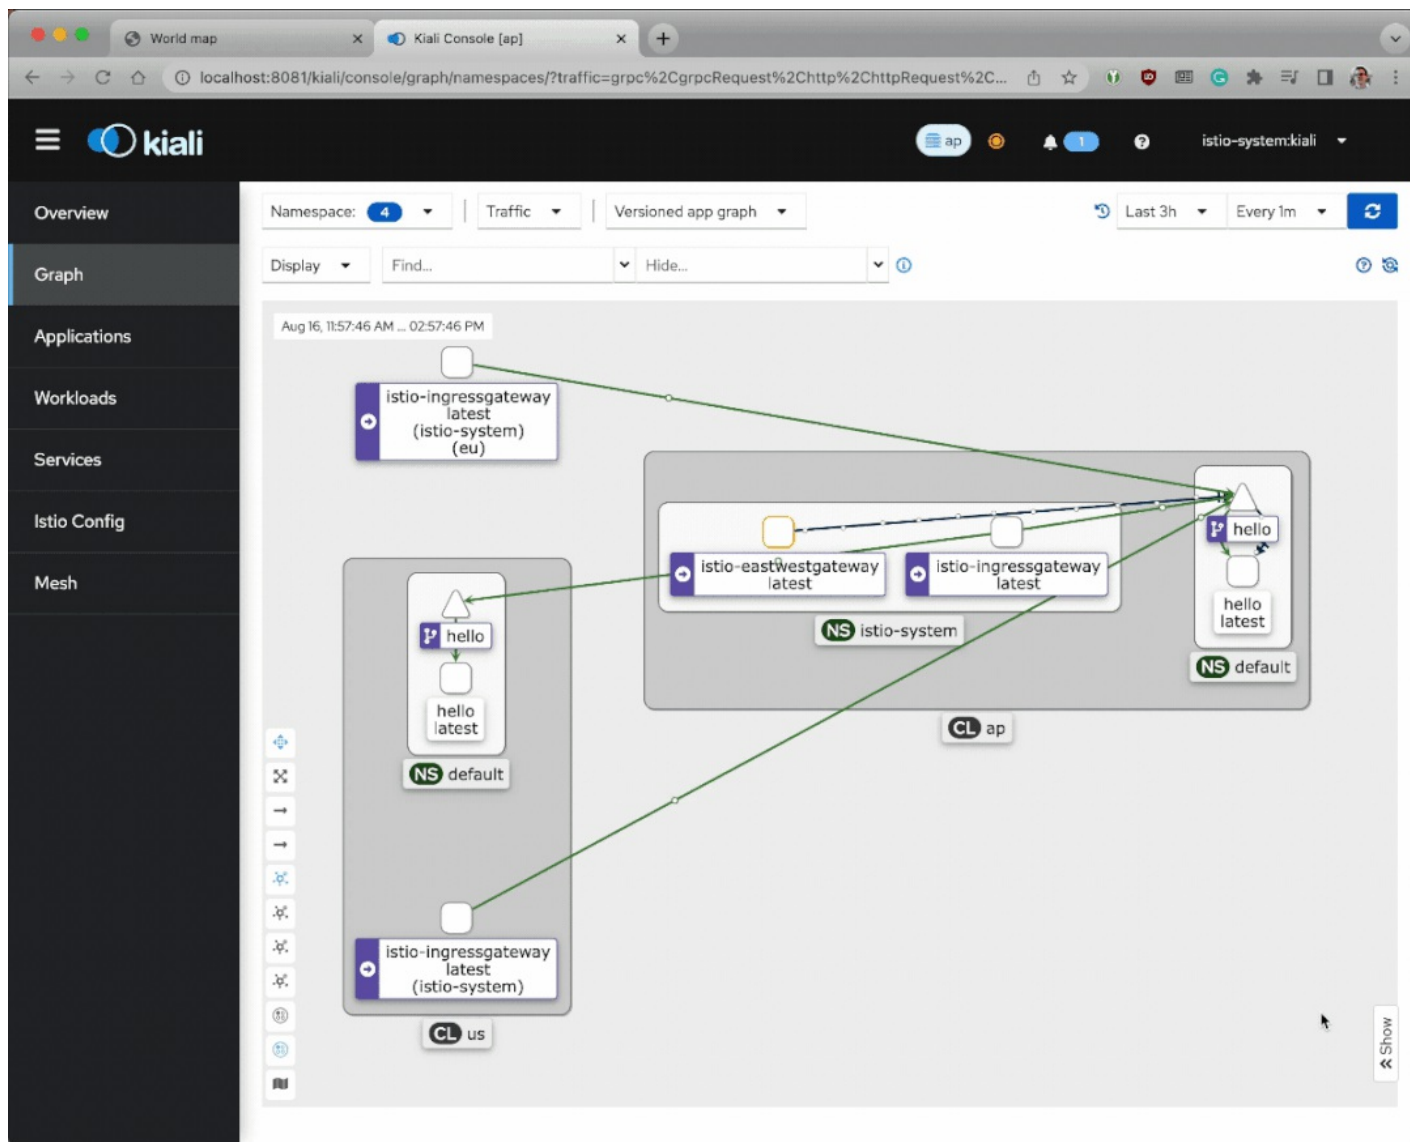 World map
Kiali Console [ap]
localhost:8081/kiali/console/graph/namespaces/?traffic=grpc%2CgrpcRequest%2Chttp%2ChttpRequest%2C...
kiali
ap
1
istio-system:kiali
Overview
Graph
Applications
Workloads
Services
Istio Config
Mesh
Namespace: 4
Traffic
Versioned app graph
Last 3h
Every 1m
Display
Find...
Hide...
Aug 16, 11:57:46 AM ... 02:57:46 PM
istio-ingressgateway
latest
(istio-system)
(eu)
istio-eastwestgateway
latest
istio-ingressgateway
latest
NS istio-system
hello
hello
latest
NS default
CL ap
hello
hello
latest
NS default
istio-ingressgateway
latest
(istio-system)
CL us
« Show